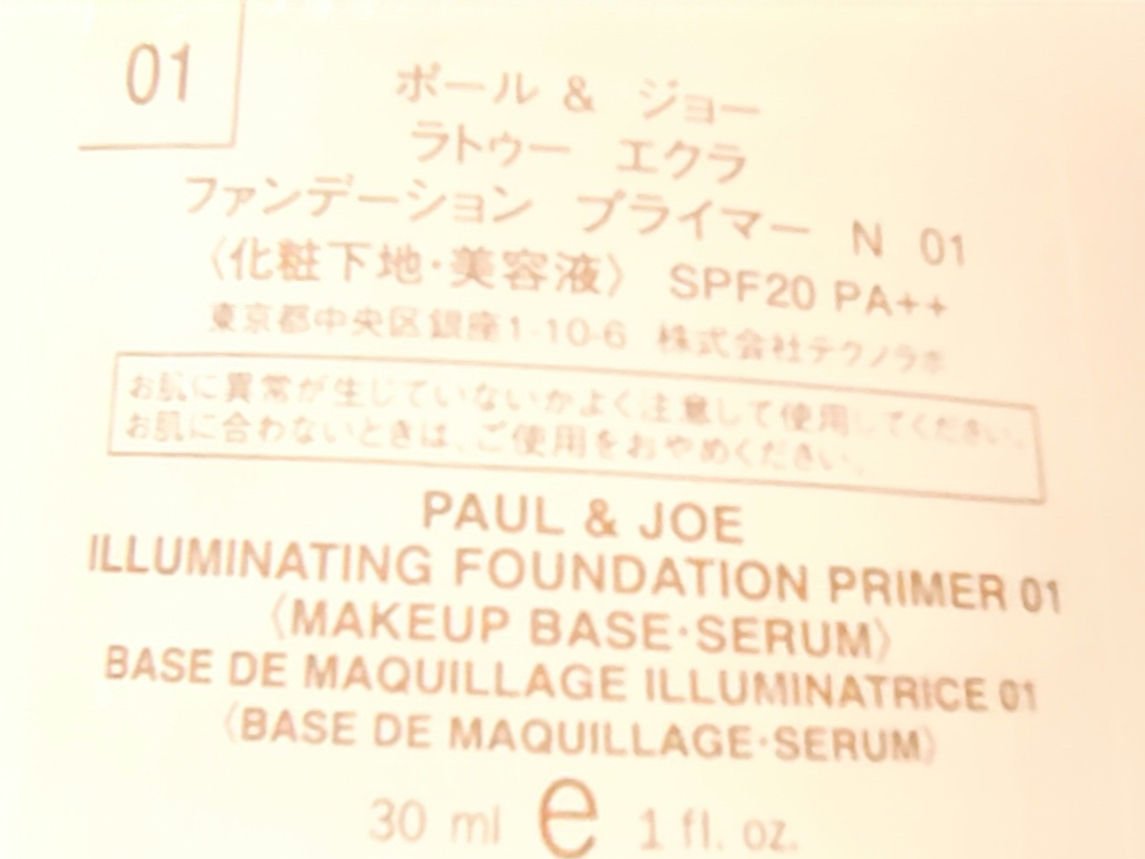 01
ポール & ジョー
ラトゥー エクラ
ファンデーション プライマー N 01
〈化粧下地・美容液〉 SPF20 PA++
東京都中央区銀座1-10-6 株式会社テクノラボ
お肌に異常が生じていないかよく注意して使用してください。
お肌に合わないときは、ご使用をおやめください。
PAUL & JOE
ILLUMINATING FOUNDATION PRIMER 01
〈MAKEUP BASE・SERUM〉
BASE DE MAQUILLAGE ILLUMINATRICE 01
〈BASE DE MAQUILLAGE・SERUM〉
30 ml e 1 fl. oz.